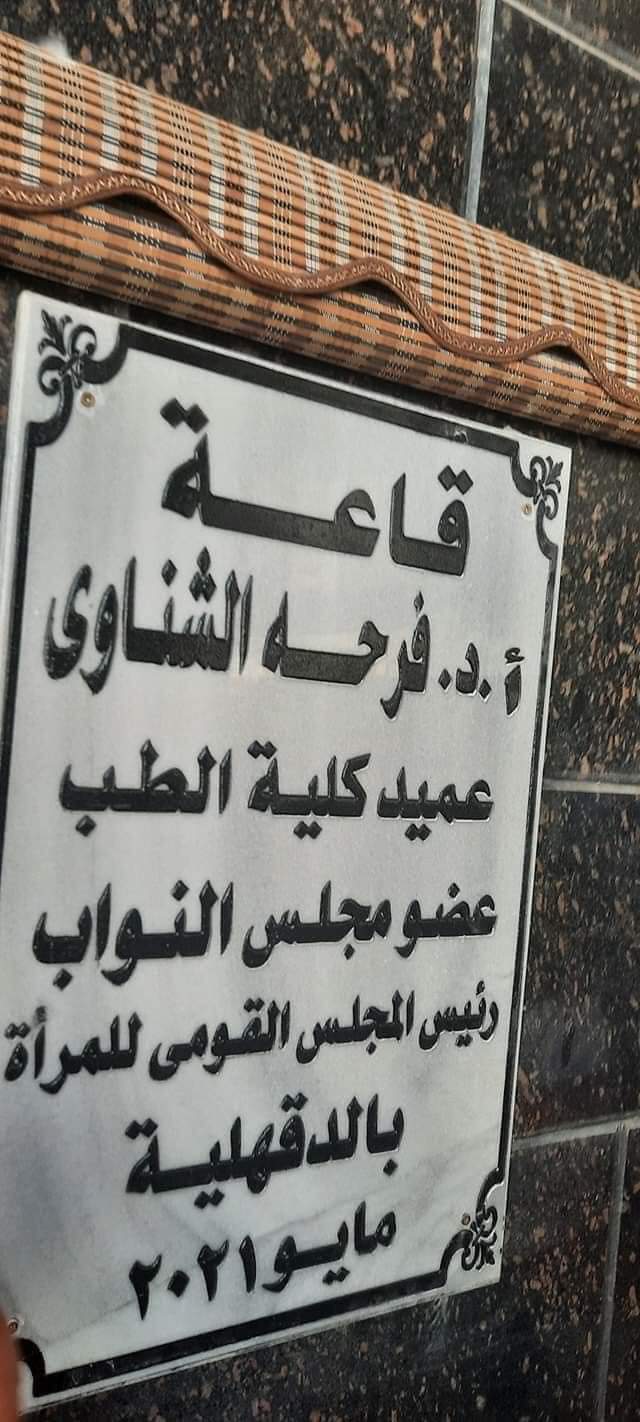 قاعة
أ.د. فرحه الشناوى
عميد كلية الطب
عضو مجلس النواب
رئيس المجلس القومى للمرأة
بالدقهلية
مايو ٢٠٢١